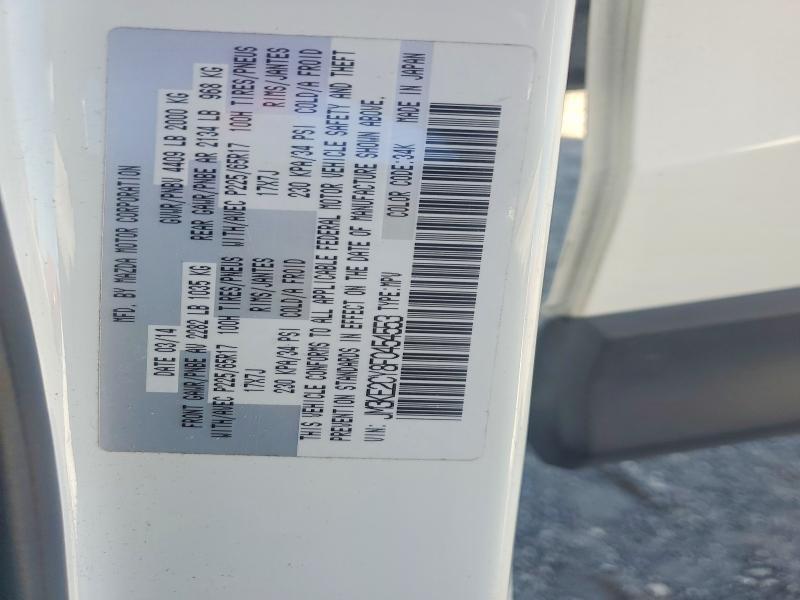 MFD. BY MAZDA MOTOR CORPORATION
DATE 03/14 GVWR/PNBV 4409 LB 2000 KG
FRONT GAWR/PNBE AV 2282 LB 1035 KG REAR GAWR/PNBE AR 2134 LB 968 KG
WITH/AVEC P225/65R17 100H TIRES/PNEUS WITH/AVEC P225/65R17 100H TIRES/PNEUS
17X7J RIMS/JANTES 17X7J RIMS/JANTES
230 KPA/34 PSI COLD/A FROID 230 KPA/34 PSI COLD/A FROID
THIS VEHICLE CONFORMS TO ALL APPLICABLE FEDERAL MOTOR VEHICLE SAFETY AND THEFT
PREVENTION STANDARDS IN EFFECT ON THE DATE OF MANUFACTURE SHOWN ABOVE.
VIN: JM3KE2CY8F0454553 TYPE:MPV COLOR CODE:34K MADE IN JAPAN